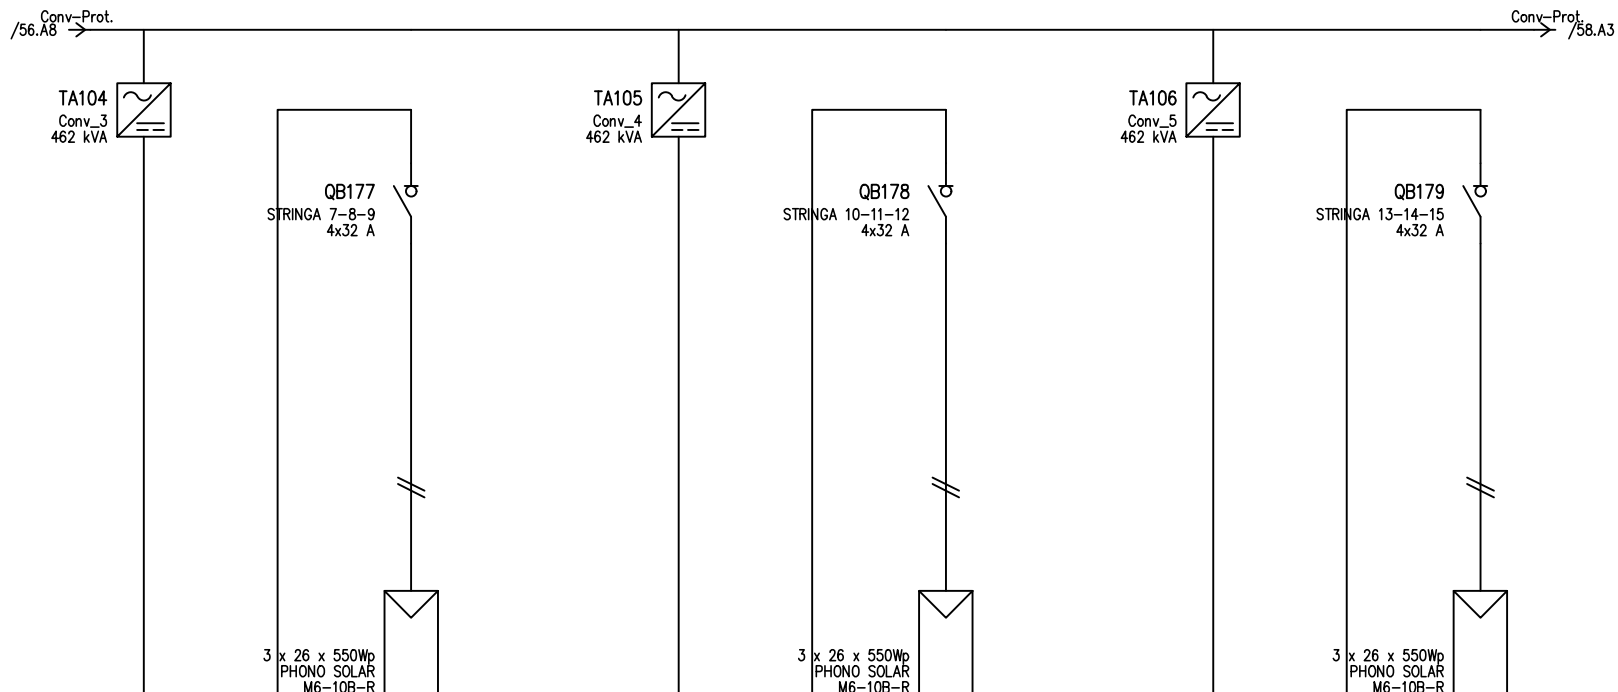 Conv-Prot.
/56.A8
Conv-Prot.
/58.A3
TA104
Conv_3
462 kVA
TA105
Conv_4
462 kVA
TA106
Conv_5
462 kVA
QB177
STRINGA 7-8-9
4x32 A
QB178
STRINGA 10-11-12
4x32 A
QB179
STRINGA 13-14-15
4x32 A
3 x 26 x 550Wp
PHONO SOLAR
M6-10B-R
3 x 26 x 550Wp
PHONO SOLAR
M6-10B-R
3 x 26 x 550Wp
PHONO SOLAR
M6-10B-R